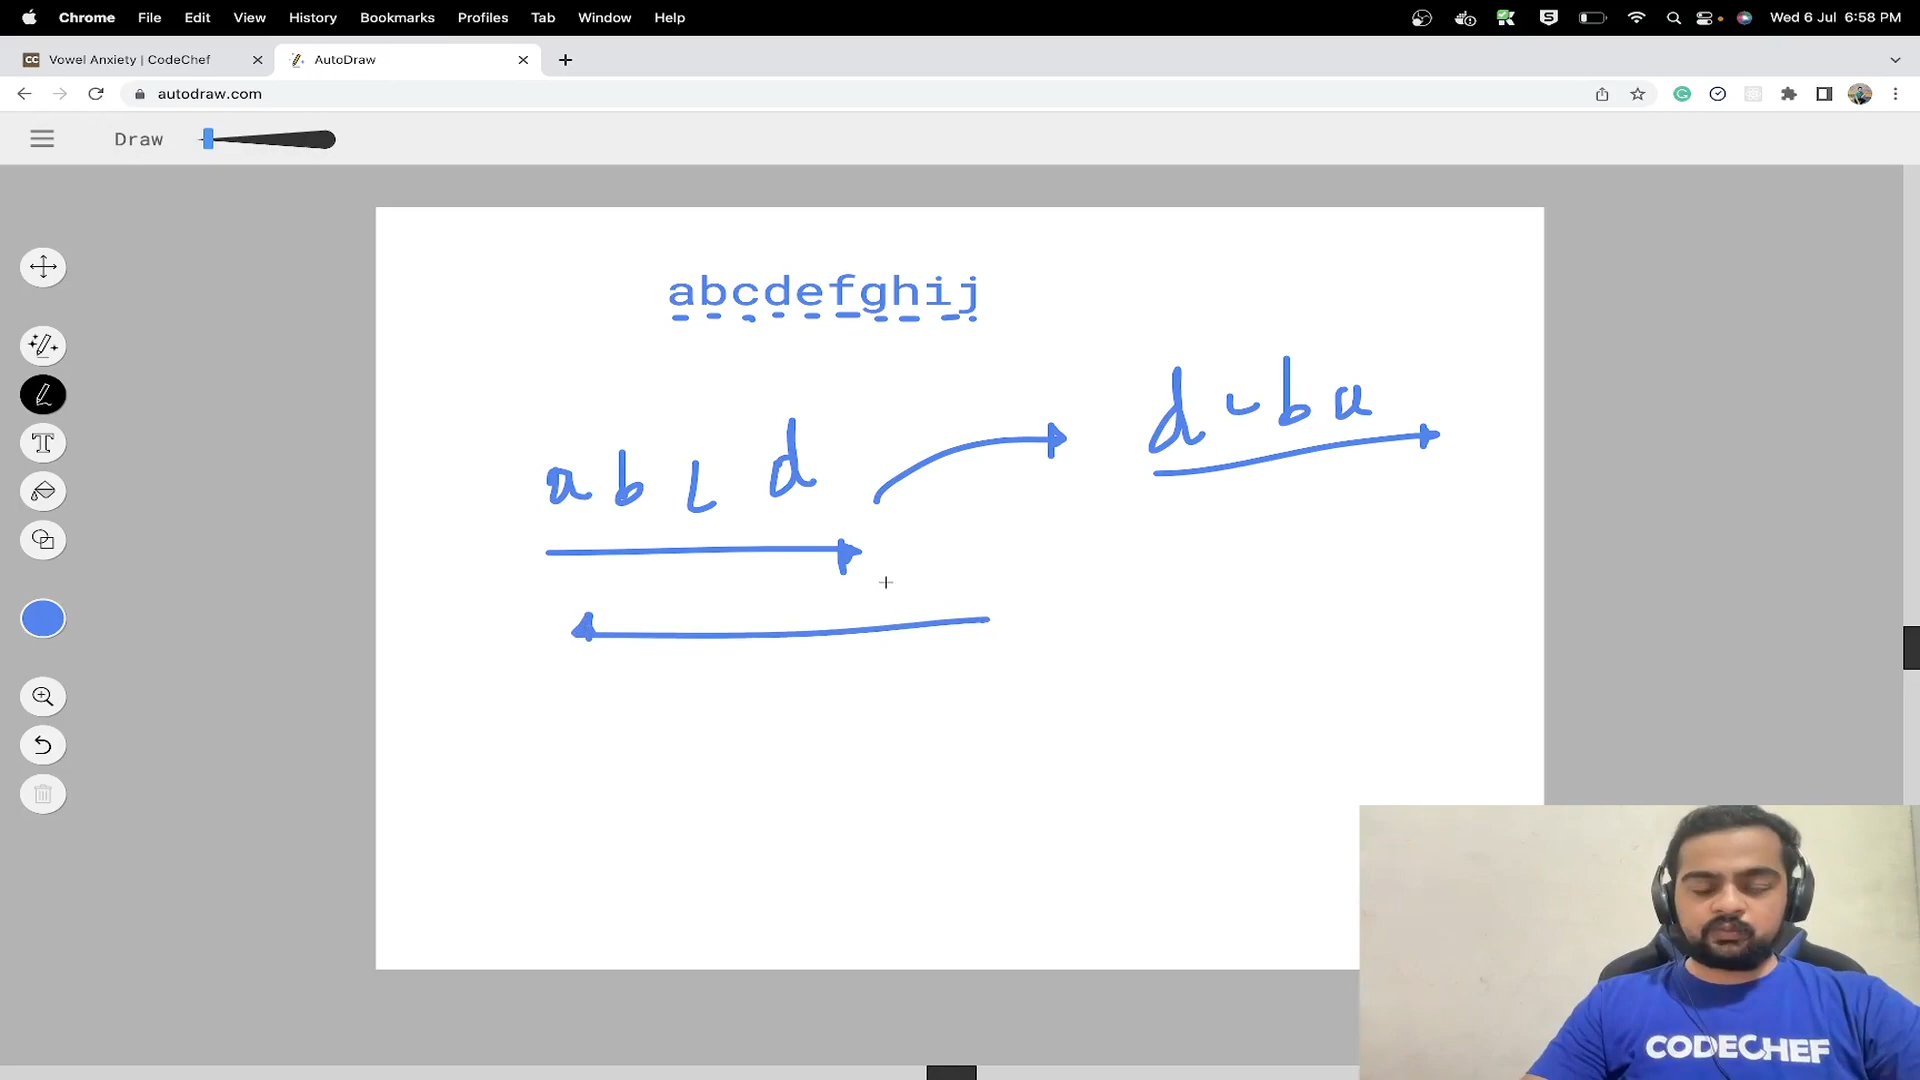 Chrome File Edit View History Bookmarks Profiles Tab Window Help Wed 6 Jul 6:58 PM
CC Vowel Anxiety | CodeChef AutoDraw
autodraw.com
Draw
abcdefghij
d c b a
a b c d
CODECHEF